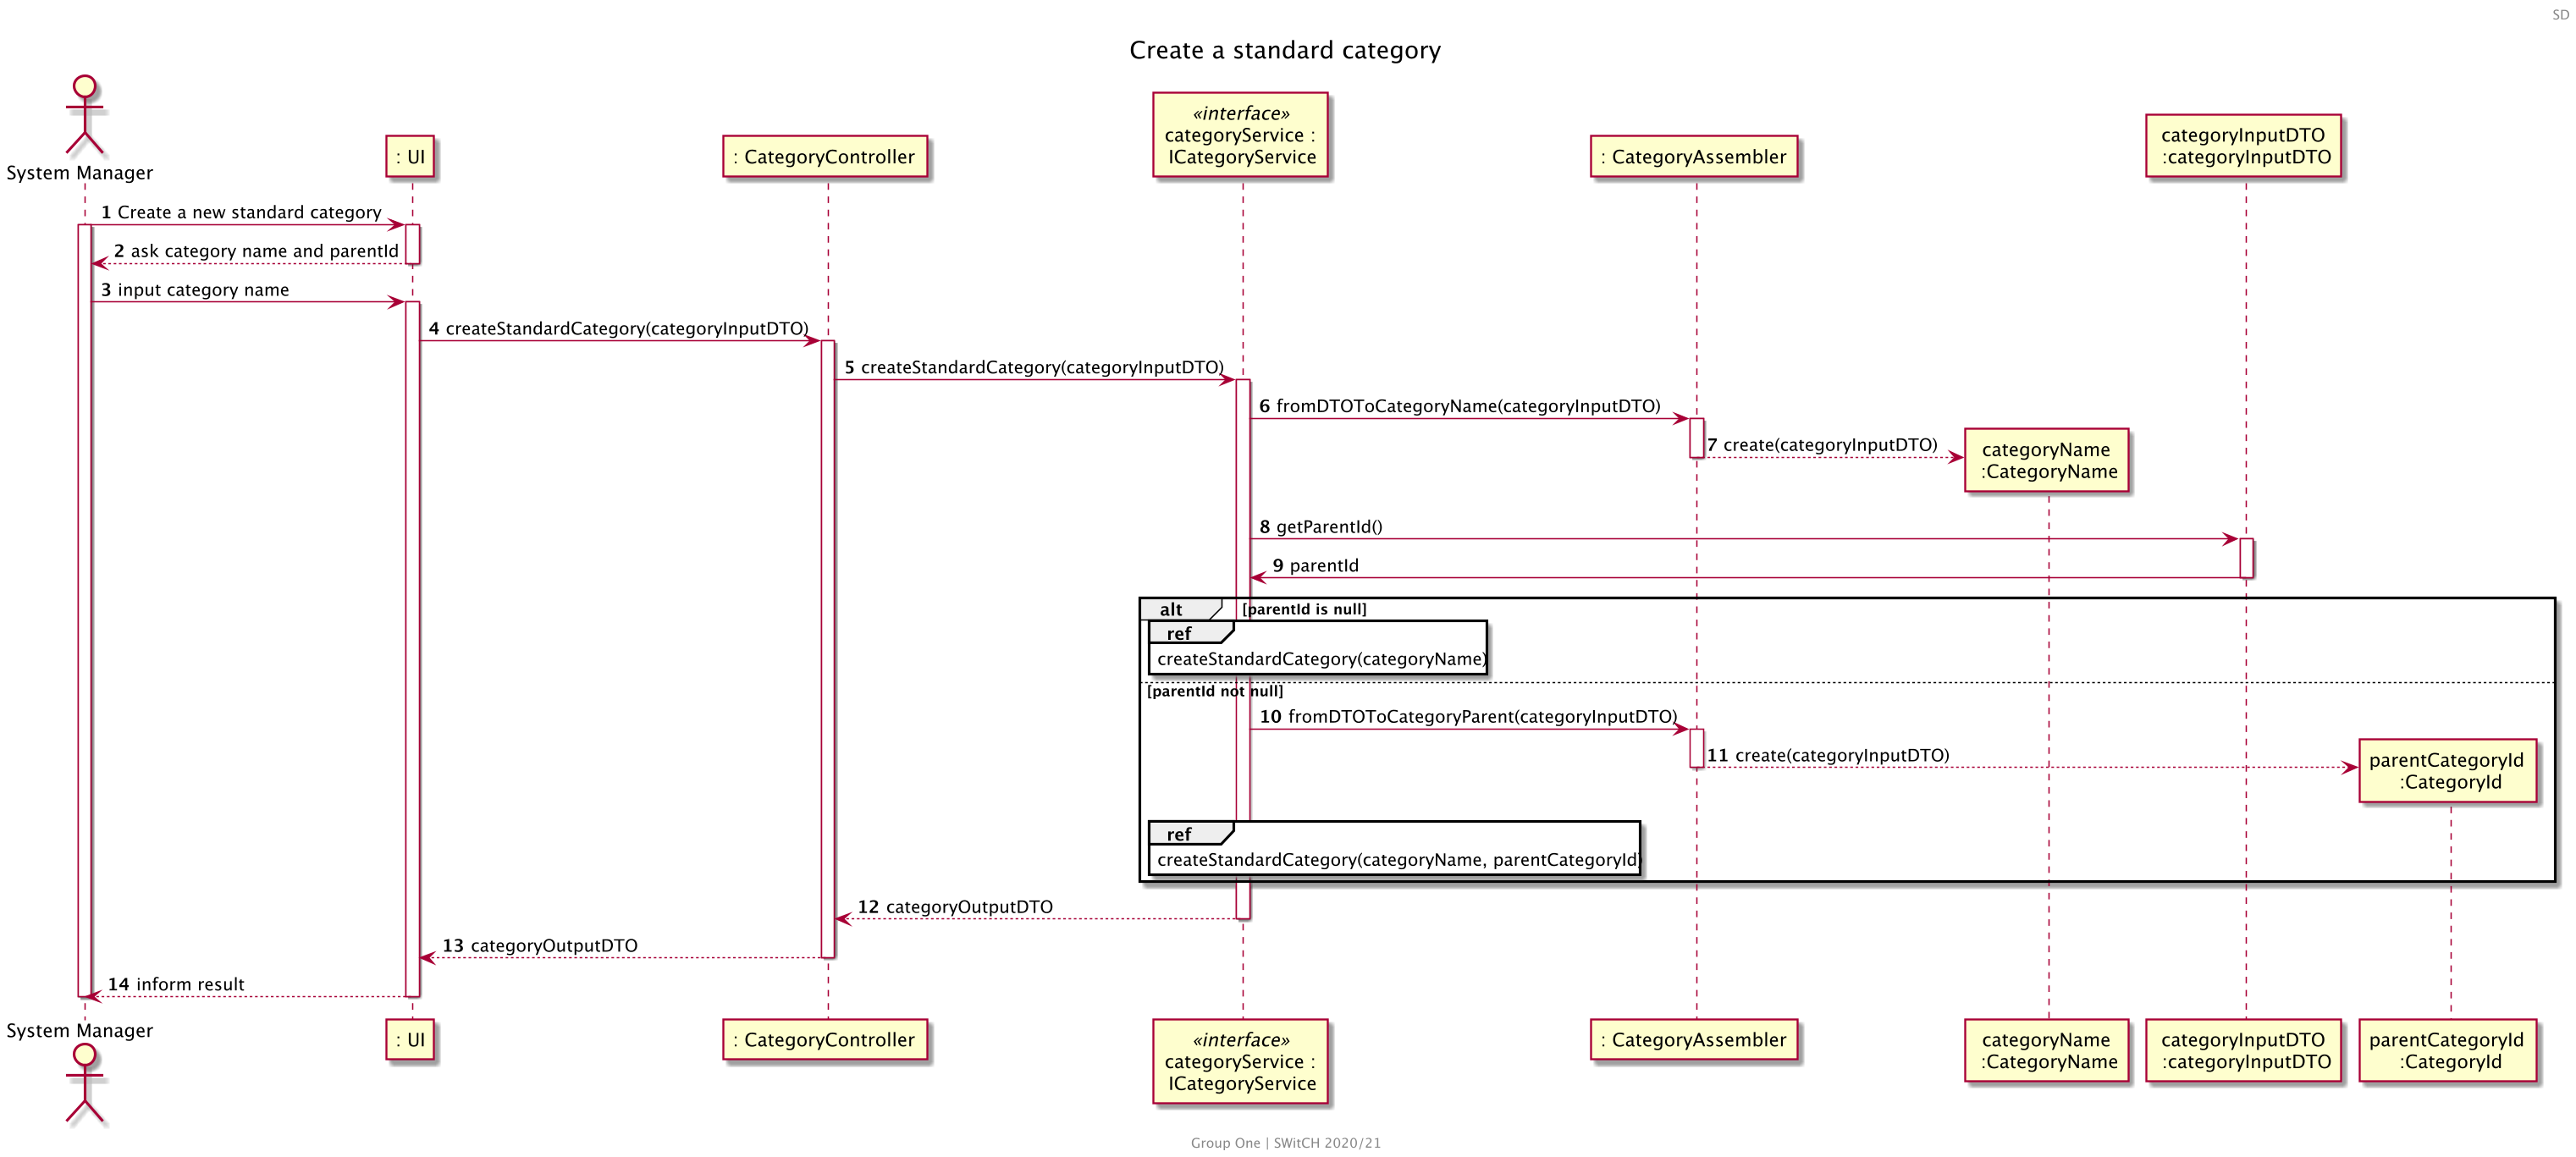 SD
Create a standard category
System Manager
: UI
: CategoryController
«interface»
categoryService :
ICategoryService
: CategoryAssembler
categoryInputDTO
:categoryInputDTO
1 Create a new standard category
2 ask category name and parentId
3 input category name
4 createStandardCategory(categoryInputDTO)
5 createStandardCategory(categoryInputDTO)
6 fromDTOToCategoryName(categoryInputDTO)
7 create(categoryInputDTO)
categoryName
:CategoryName
8 getParentId()
9 parentId
alt [parentId is null]
ref
createStandardCategory(categoryName)
[parentId not null]
10 fromDTOToCategoryParent(categoryInputDTO)
11 create(categoryInputDTO)
parentCategoryId
:CategoryId
ref
createStandardCategory(categoryName, parentCategoryId)
12 categoryOutputDTO
13 categoryOutputDTO
14 inform result
System Manager
: UI
: CategoryController
«interface»
categoryService :
ICategoryService
: CategoryAssembler
categoryName
:CategoryName
categoryInputDTO
:categoryInputDTO
parentCategoryId
:CategoryId
Group One | SWitCH 2020/21